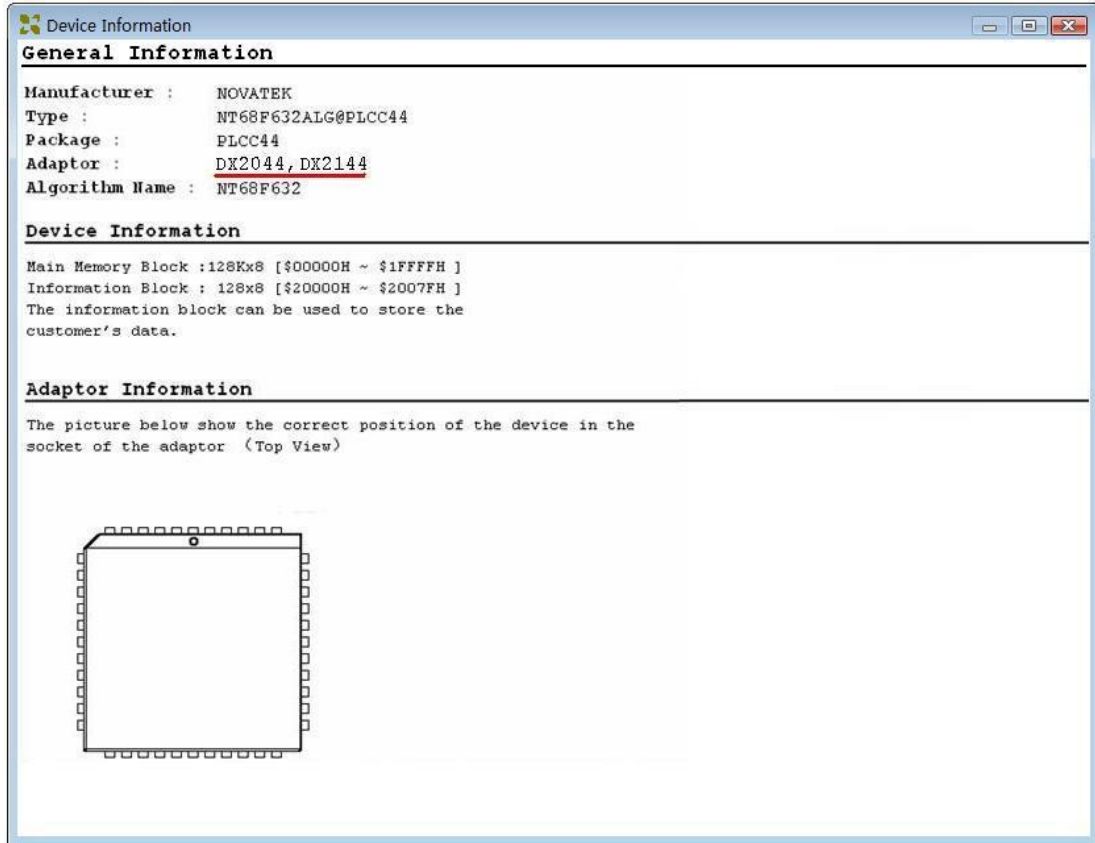 Device Information
General Information
Manufacturer : NOVATEK
Type : NT68F632ALG@PLCC44
Package : PLCC44
Adaptor : DX2044,DX2144
Algorithm Name : NT68F632
Device Information
Main Memory Block :128Kx8 [$00000H ~ $1FFFFH ]
Information Block : 128x8 [$20000H ~ $2007FH ]
The information block can be used to store the
customer's data.
Adaptor Information
The picture below show the correct position of the device in the
socket of the adaptor （Top View）